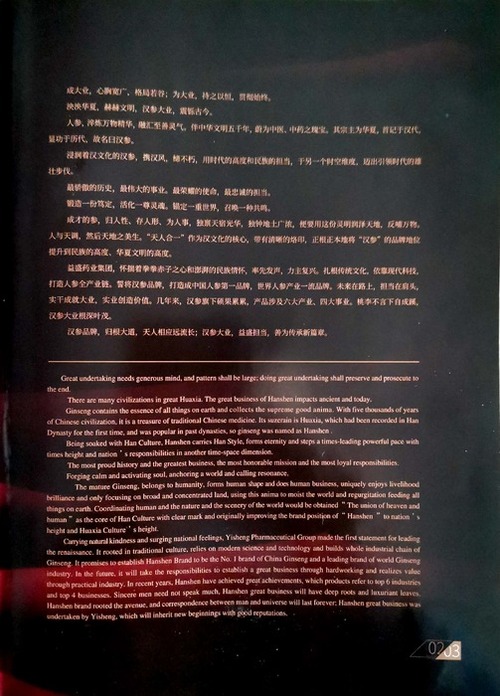 成大业，心胸宽广、格局若谷；为大业，持之以恒，贯彻始终。
泱泱华夏，赫赫文明，汉参大业，震铄古今。
人参，淬炼万物精华，融汇至善灵气。伴中华文明五千年，蔚为中医、中药之瑰宝。其宗主为华夏，首记于汉代，
显功于历代，故名曰汉参。
浸润着汉文化的汉参，携汉风，铸不朽，用时代的高度和民族的担当，于另一个时空维度，迈出引领时代的雄
壮步伐。
最骄傲的历史，最伟大的事业，最荣耀的使命，最忠诚的担当。
锻造一份笃定，活化一尊灵魂，锚定一重世界，召唤一种共鸣。
成才的参，归人性、存人形、为人事，独禀天宿光华，独钟地土广浓，便要用这份灵明润泽天地，反哺万物。
人与天调，然后天地之美生。“天人合一”作为汉文化的核心，带有清晰的烙印，正根正本地将“汉参”的品牌地位
提升到民族的高度、华夏文明的高度。
益盛药业集团，怀揣着拳拳赤子之心和澎湃的民族情怀，率先发声，力主复兴。扎根传统文化，依靠现代科技，
打造人参全产业链。誓将汉参品牌，打造成中国人参第一品牌，世界人参产业一流品牌。未来在路上，担当在肩头，
实干成就大业，实业创造价值。几年来，汉参旗下硕果累累，产品涉及六大产业、四大事业。桃李不言下自成蹊，
汉参大业根深叶茂。
汉参品牌，归根大道，天人相应远流长；汉参大业，益盛担当，善为传承新篇章。
Great undertaking needs generous mind, and pattern shall be large; doing great undertaking shall preserve and prosecute to
the end.
There are many civilizations in great Huaxia. The great business of Hanshen impacts ancient and today.
Ginseng contains the essence of all things on earth and collects the supreme good anima. With five thousands of years
of Chinese civilization, it is a treasure of traditional Chinese medicine. Its suzerain is Huaxia, which had been recorded in Han
Dynasty for the first time, and was popular in past dynasties, so ginseng was named as Hanshen .
Being soaked with Han Culture, Hanshen carries Han Style, forms eternity and steps a times-leading powerful pace with
times height and nation ' s responsibilities in another time-space dimension.
The most proud history and the greatest business, the most honorable mission and the most loyal responsibilities.
Forging calm and activating soul, anchoring a world and calling resonance.
The mature Ginseng, belongs to humanity, forms human shape and does human business, uniquely enjoys livelihood
brilliance and only focusing on broad and concentrated land, using this anima to moist the world and regurgitation feeding all
things on earth. Coordinating human and the nature and the scenery of the world would be obtained " The union of heaven and
human " as the core of Han Culture with clear mark and originally improving the brand position of " Hanshen " to nation ' s
height and Huaxia Culture ' s height.
Carrying natural kindness and surging national feelings, Yisheng Pharmaceutical Group made the first statement for leading
the renaissance. It rooted in traditional culture, relies on modern science and technology and builds whole industrial chain of
Ginseng. It promises to establish Hanshen Brand to be the No. 1 brand of China Ginseng and a leading brand of world Ginseng
industry. In the future, it will take the responsibilities to establish a great business through hardworking and realizes value
through practical industry. In recent years, Hanshen have achieved great achievements, which products refer to top 6 industries
and top 4 businesses. Sincere men need not speak much, Hanshen great business will have deep roots and luxuriant leaves.
Hanshen brand rooted the avenue, and correspondence between man and universe will last forever; Hanshen great business was
undertaken by Yisheng, which will inherit new beginnings with good reputations.
02 03